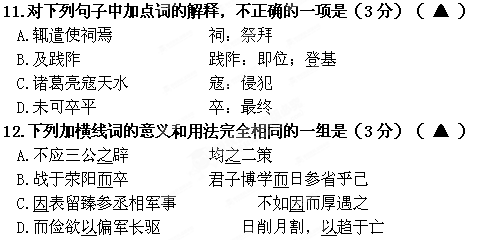 11.对下列句子中加点词的解释，不正确的一项是（3 分）（ ▲ ）
A.辄遣使祠焉 祠：祭拜
B.及践阼 践阼：即位；登基
C.诸葛亮寇天水 寇：侵犯
D.未可卒平 卒：最终
12.下列加横线词的意义和用法完全相同的一组是（3 分）（ ▲ ）
A.不应三公之辟 均之二策
B.战于荥阳而卒 君子博学而日参省乎己
C.因表留臻参丞相军事 不如因而厚遇之
D.而俭欲以偏军长驱 日削月割，以趋于亡